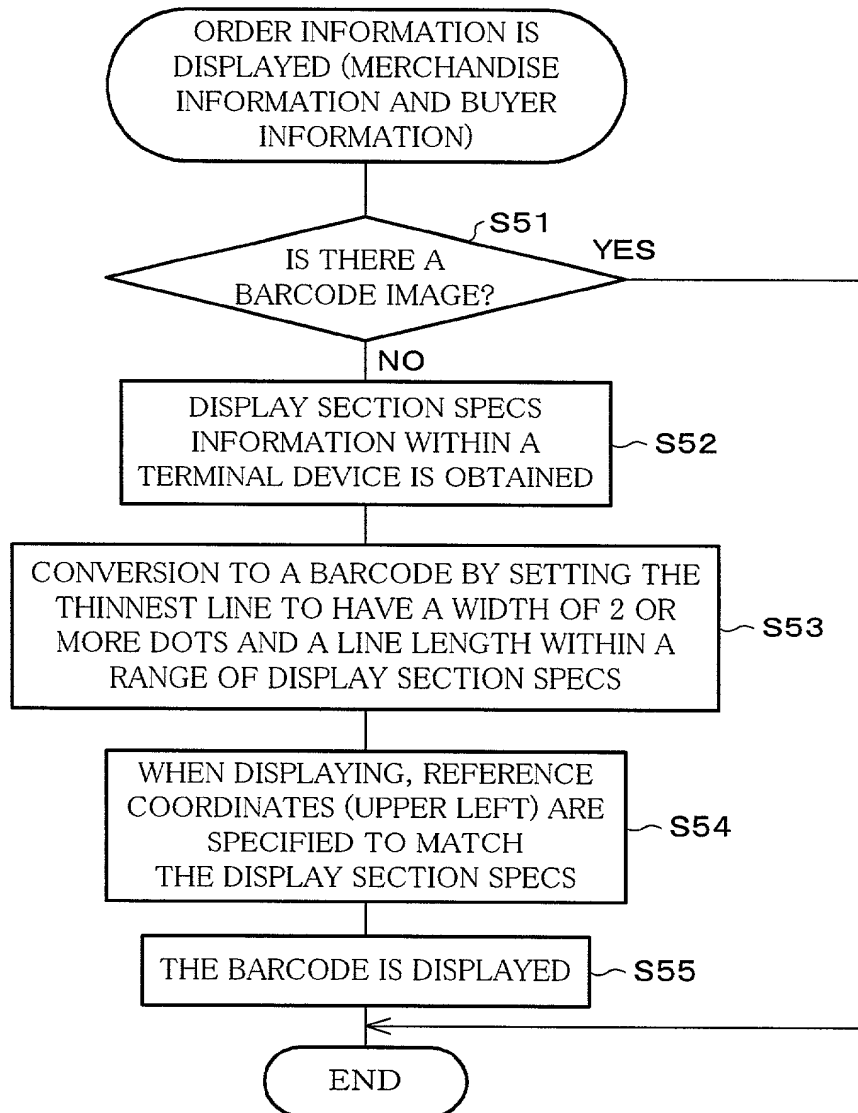 ORDER INFORMATION IS
DISPLAYED (MERCHANDISE
INFORMATION AND BUYER
INFORMATION)
S51
YES
IS THERE A
BARCODE IMAGE?
NO
DISPLAY SECTION SPECS
INFORMATION WITHIN A
TERMINAL DEVICE IS OBTAINED
S52
CONVERSION TO A BARCODE BY SETTING THE
THINNEST LINE TO HAVE A WIDTH OF 2 OR
MORE DOTS AND A LINE LENGTH WITHIN A
RANGE OF DISPLAY SECTION SPECS
S53
WHEN DISPLAYING, REFERENCE
COORDINATES (UPPER LEFT) ARE
SPECIFIED TO MATCH
THE DISPLAY SECTION SPECS
S54
THE BARCODE IS DISPLAYED
S55
END